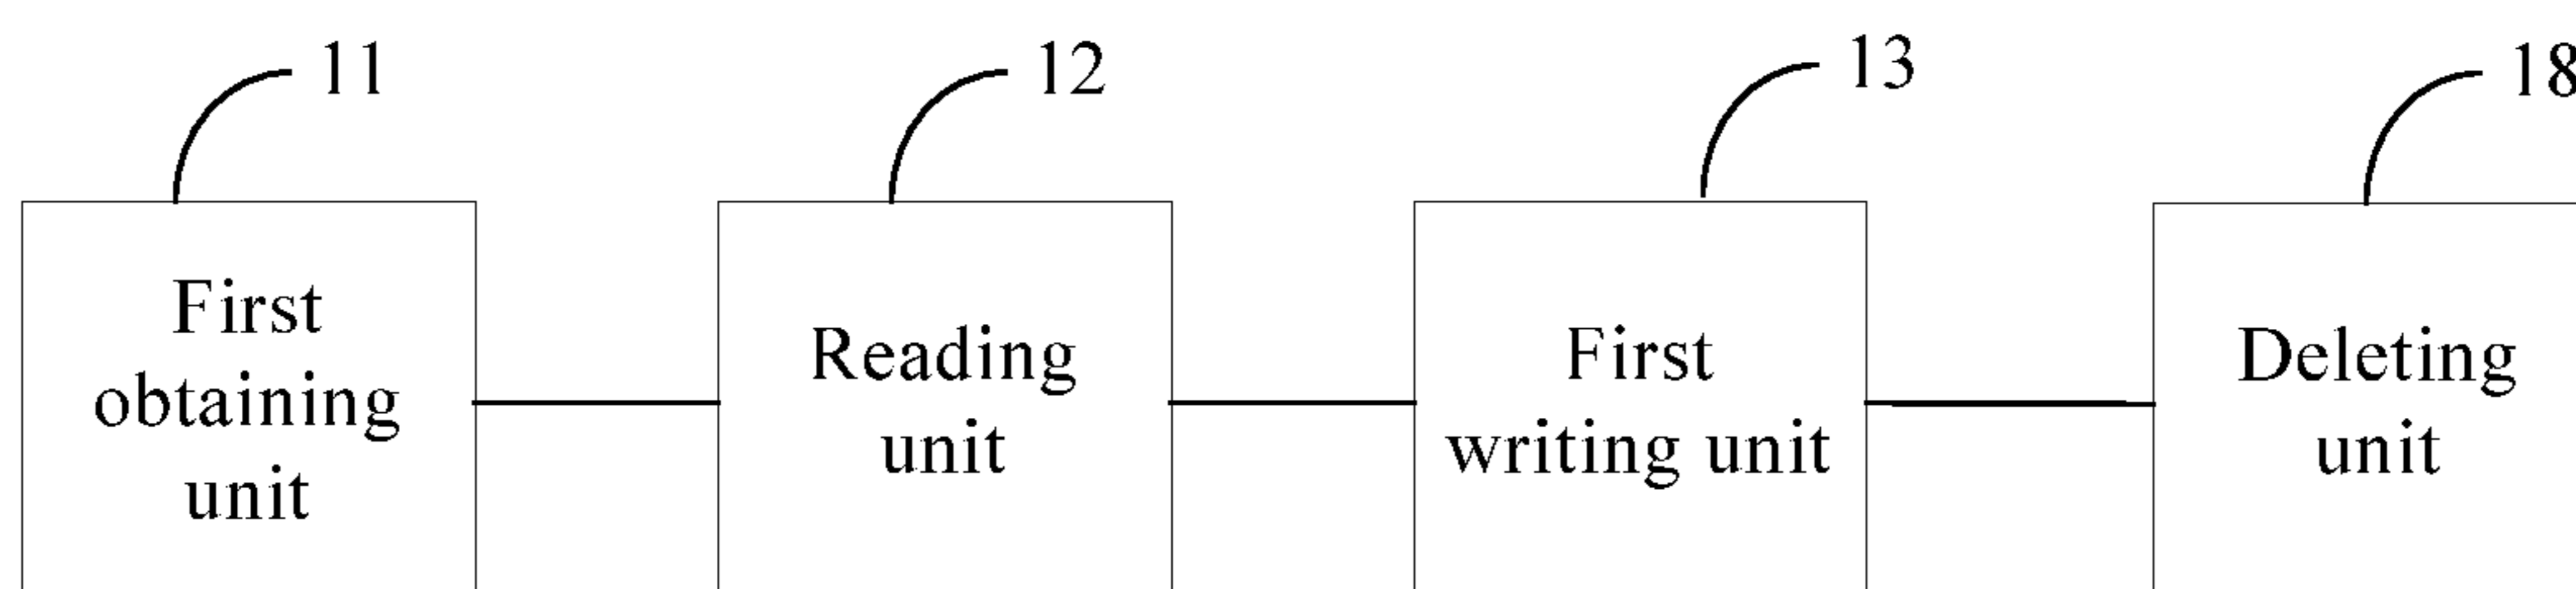 11
12
13
18
First
obtaining
unit
Reading
unit
First
writing unit
Deleting
unit